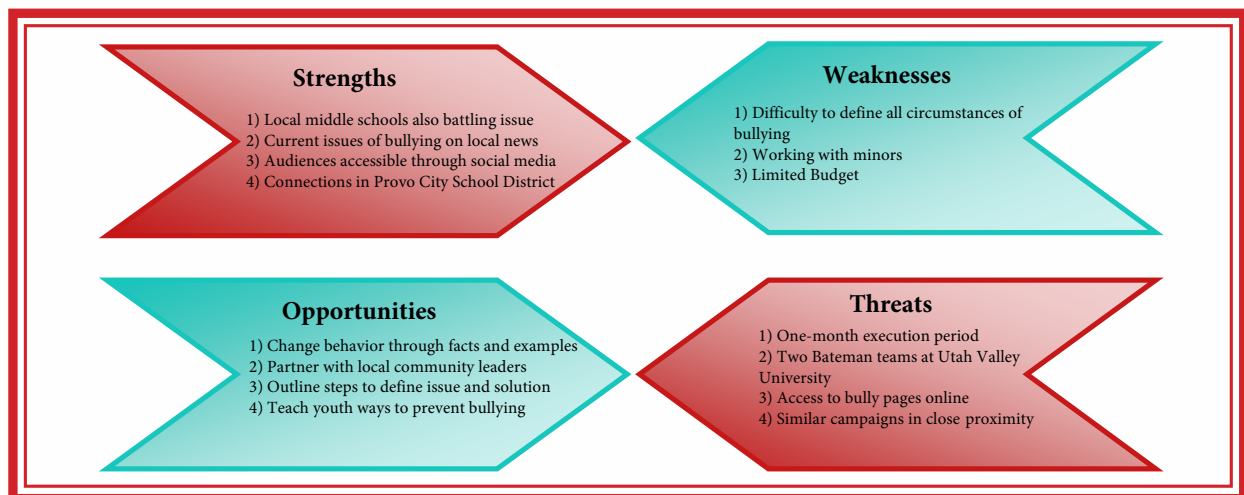 Strengths
1) Local middle schools also battling issue
2) Current issues of bullying on local news
3) Audiences accessible through social media
4) Connections in Provo City School District
Weaknesses
1) Difficulty to define all circumstances of
bullying
2) Working with minors
3) Limited Budget
Opportunities
1) Change behavior through facts and examples
2) Partner with local community leaders
3) Outline steps to define issue and solution
4) Teach youth ways to prevent bullying
Threats
1) One-month execution period
2) Two Bateman teams at Utah Valley
University
3) Access to bully pages online
4) Similar campaigns in close proximity